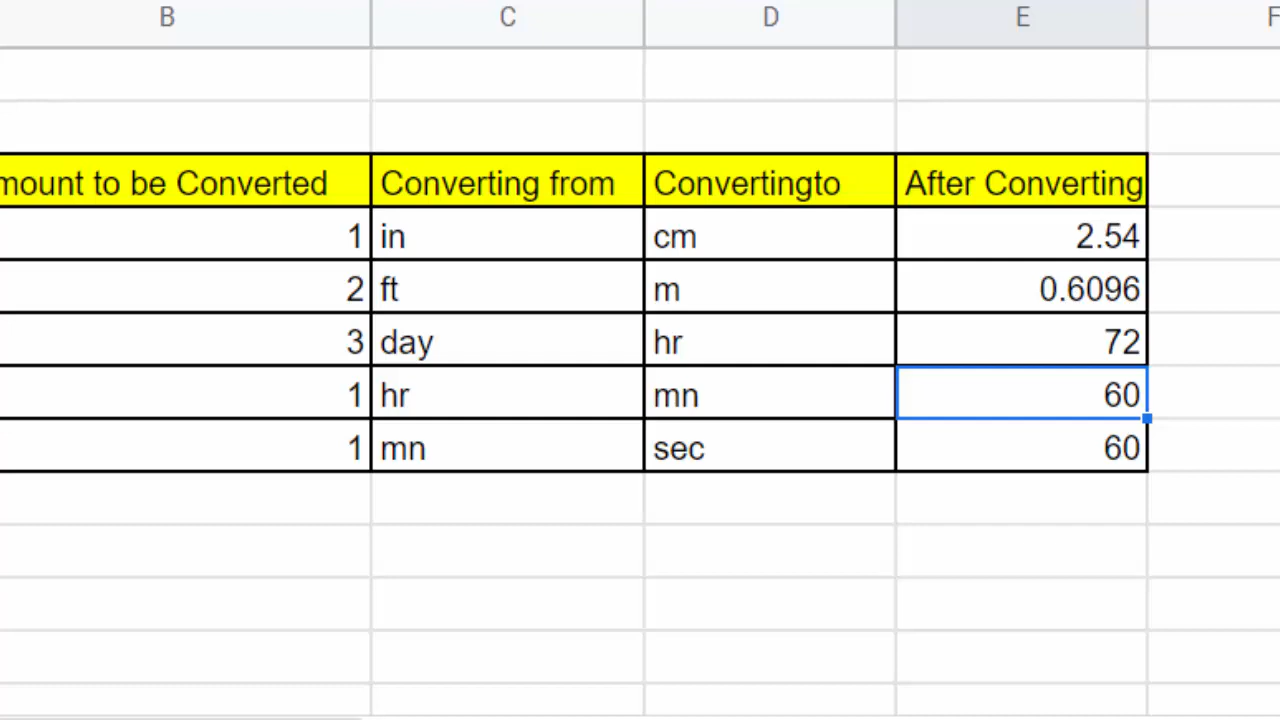 B C D E F
mount to be Converted Converting from Convertingto After Converting
1 in cm 2.54
2 ft m 0.6096
3 day hr 72
1 hr mn 60
1 mn sec 60